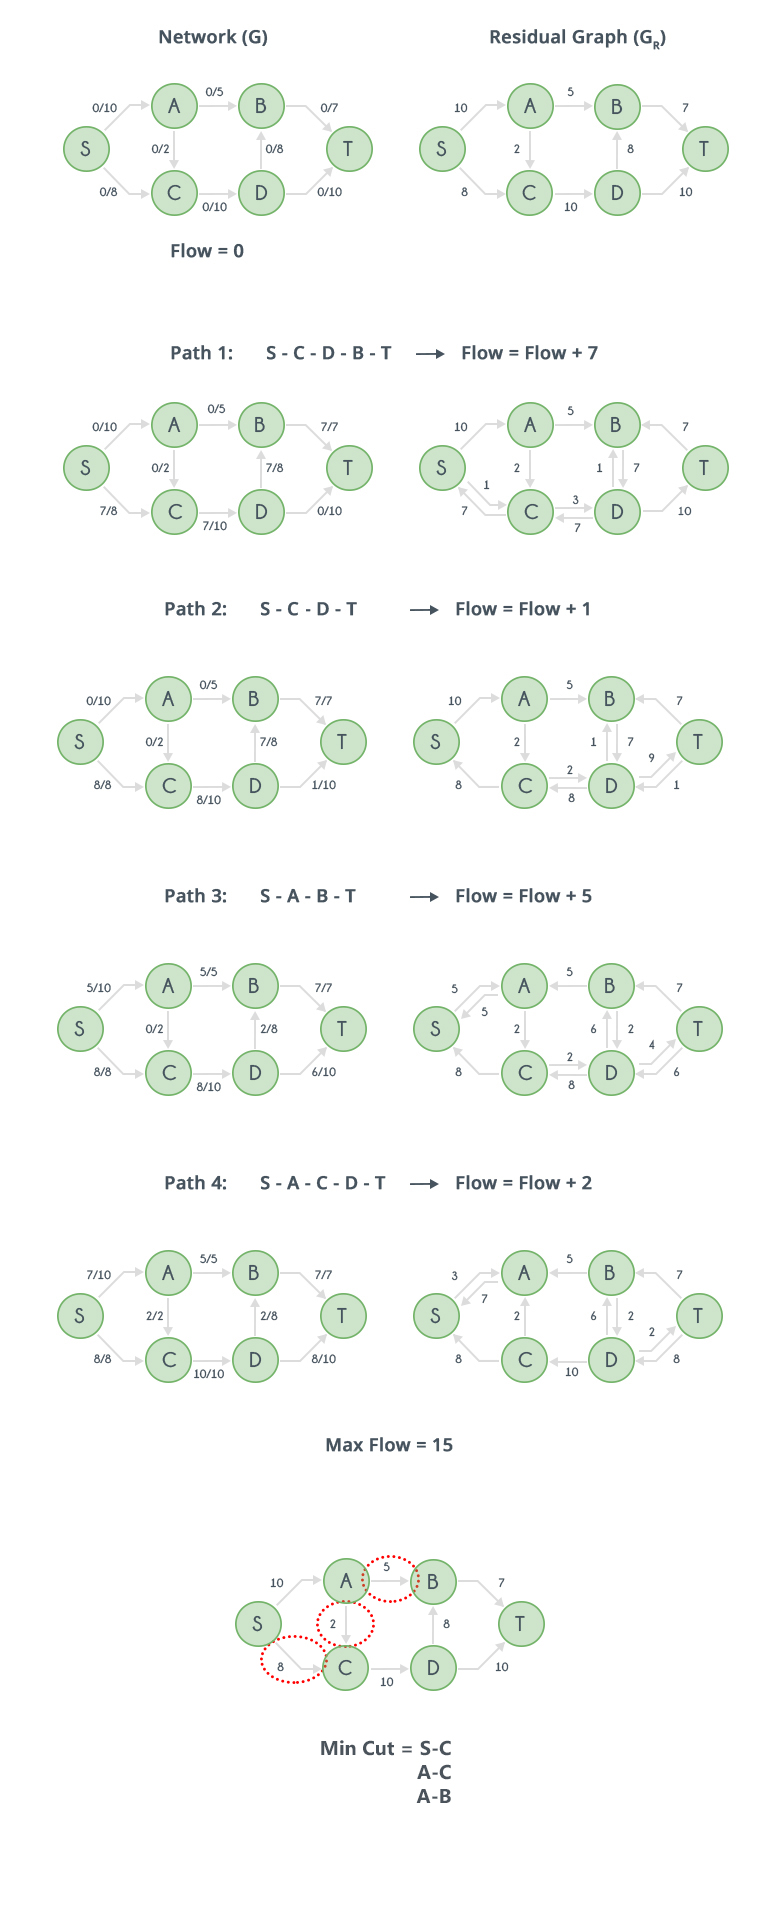 Network (G) Residual Graph (GR)
0/5 5
A B A B
0/10 0/7 10 7
S 0/2 0/8 T S 2 8 T
0/8 0/10 8 10
C D C D
0/10 10
Flow = 0
Path 1: S - C - D - B - T Flow = Flow + 7
0/5 5
A B A B
0/10 7/7 10 7
S 0/2 7/8 T S 2 1 7 T
1
7/8 0/10 7 3 10
C D C D
7/10 7
Path 2: S - C - D - T Flow = Flow + 1
0/5 5
A B A B
0/10 7/7 10 7
S 0/2 7/8 T S 2 1 7 T
9
8/8 1/10 8 2 1
C D C D
8/10 8
Path 3: S - A - B - T Flow = Flow + 5
5/5 5
A B A B
5/10 7/7 5 7
5
S 0/2 2/8 T S 2 6 2 T
4
8/8 6/10 8 2 6
C D C D
8/10 8
Path 4: S - A - C - D - T Flow = Flow + 2
5/5 5
A B A B
7/10 7/7 3 7
7
S 2/2 2/8 T S 2 6 2 T
2
8/8 8/10 8 8
C D C D
10/10 10
Max Flow = 15
5
A B
10 7
S 2 8 T
8 10
C D
10
Min Cut = S-C
A-C
A-B